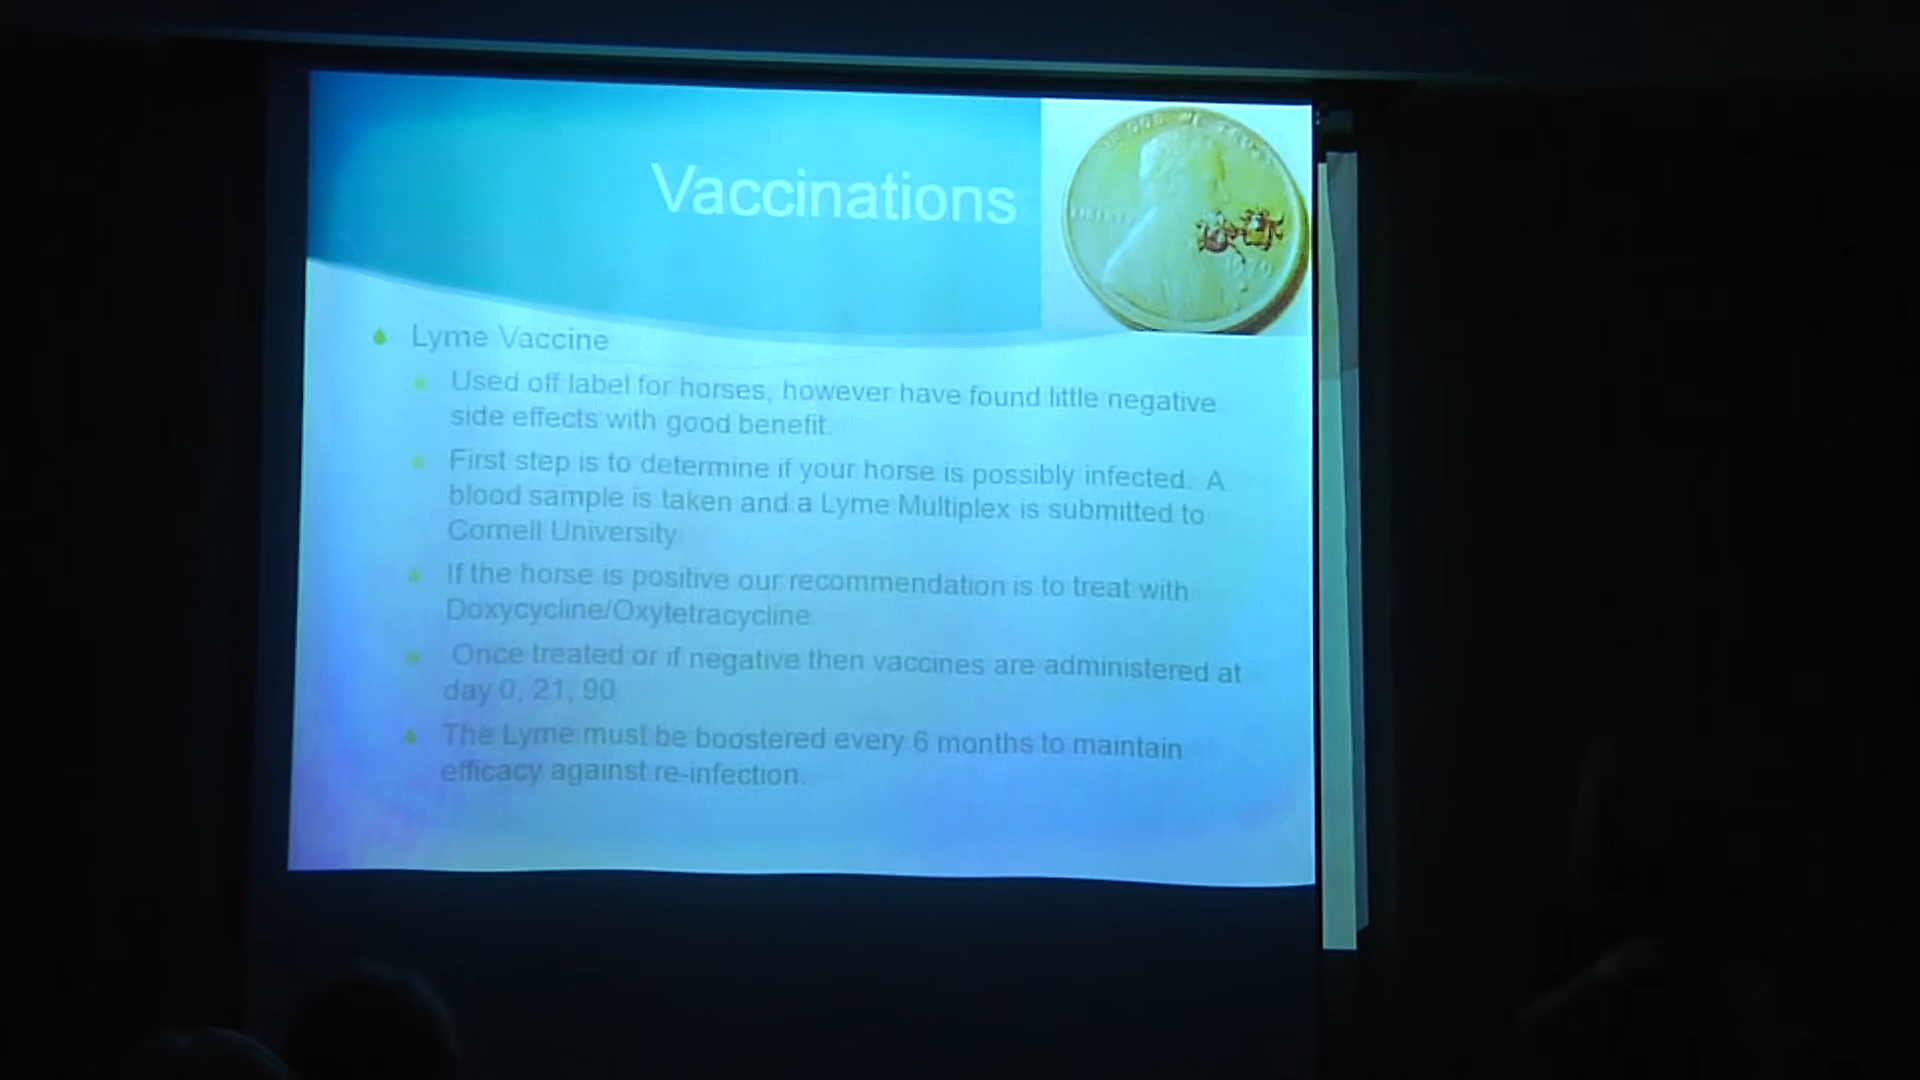 Vaccinations
Lyme Vaccine
Used off label for horses, however have found little negative
side effects with good benefit.
First step is to determine if your horse is possibly infected. A
blood sample is taken and a Lyme Multiplex is submitted to
Cornell University
If the horse is positive our recommendation is to treat with
Doxycycline/Oxytetracycline
Once treated or if negative then vaccines are administered at
day 0, 21, 90
The Lyme must be boostered every 6 months to maintain
efficacy against re-infection.